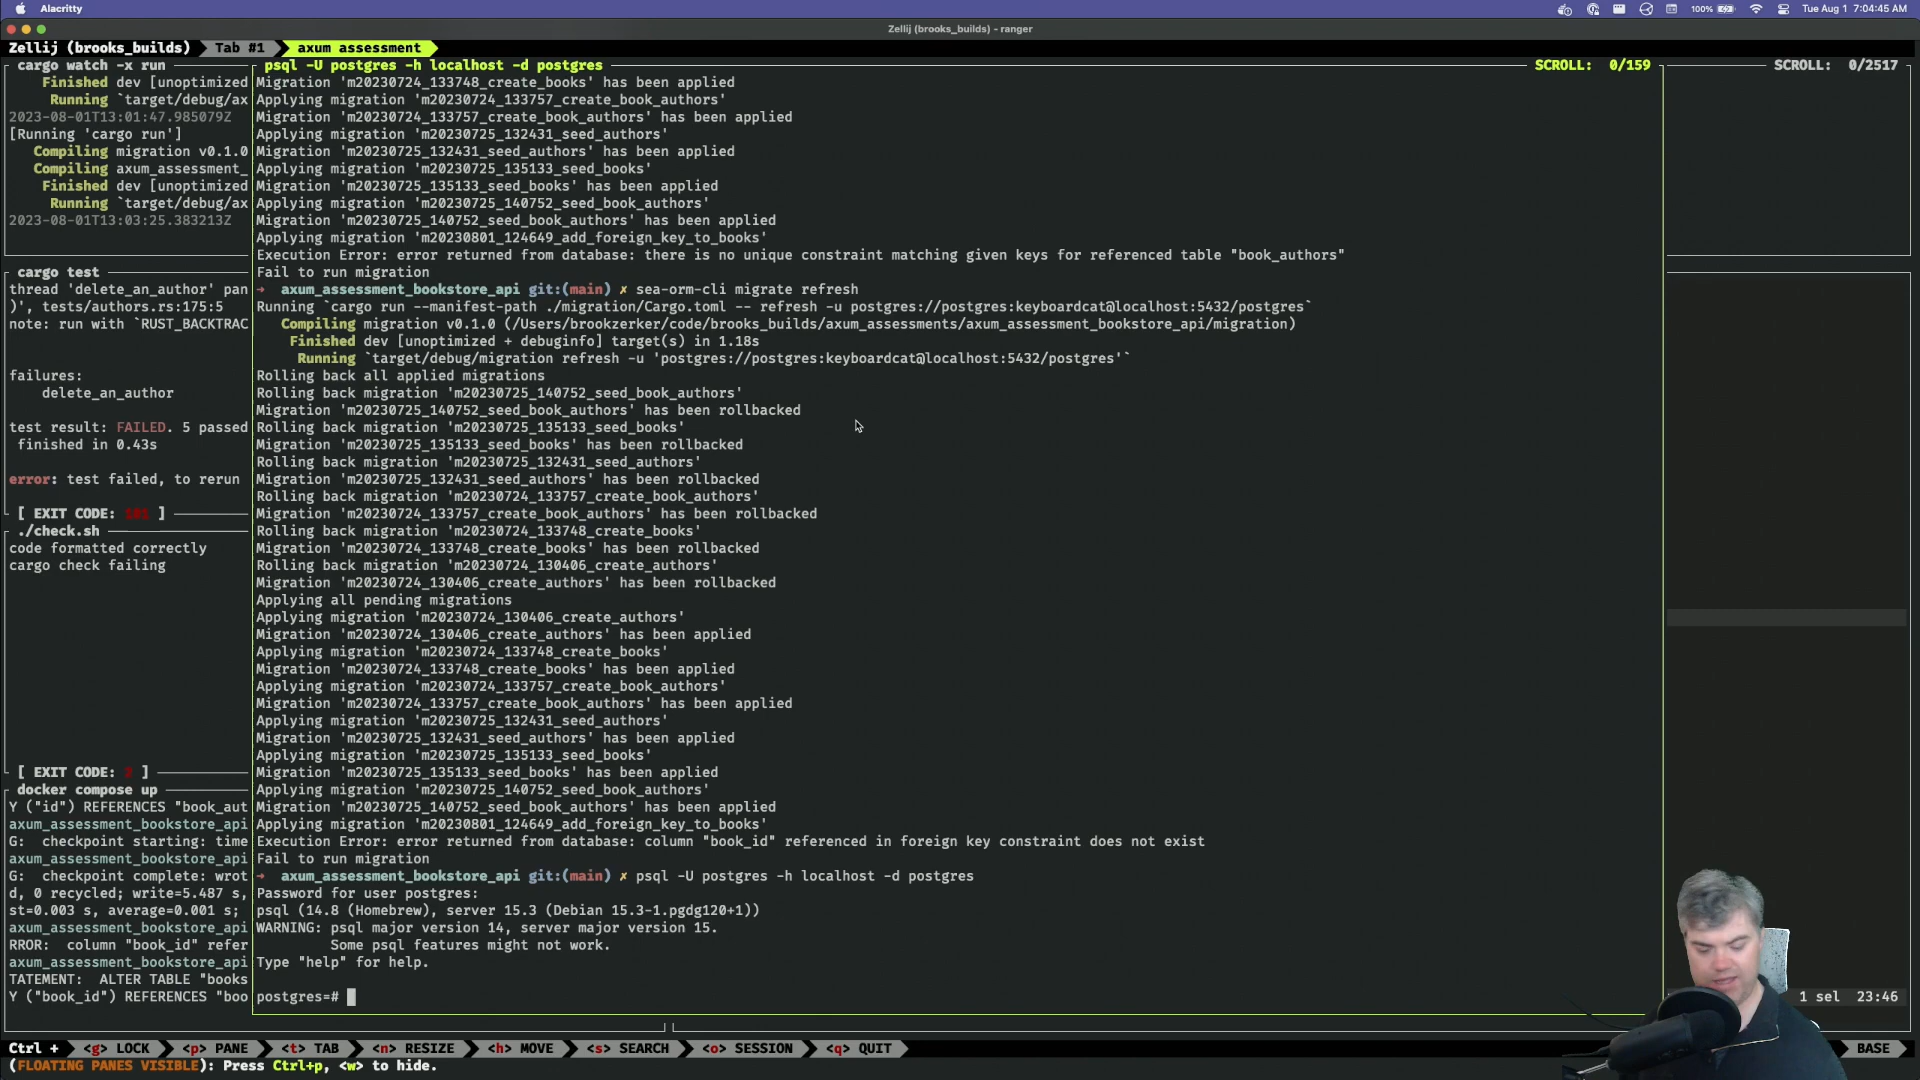 Alacritty
100%
Tue Aug 1 7:04:45 AM
Zellij (brooks_builds) - ranger
Zellij (brooks_builds) Tab #1 axum assessment
cargo watch -x run
Finished dev [unoptimized
Running `target/debug/ax
2023-08-01T13:01:47.985079Z
[Running 'cargo run']
Compiling migration v0.1.0
Compiling axum_assessment_
Finished dev [unoptimized
Running `target/debug/ax
2023-08-01T13:03:25.383213Z
cargo test
thread 'delete_an_author' pan
)', tests/authors.rs:175:5
note: run with `RUST_BACKTRAC
failures:
delete_an_author
test result: FAILED. 5 passed
finished in 0.43s
error: test failed, to rerun
[ EXIT CODE: 101 ]
./check.sh
code formatted correctly
cargo check failing
[ EXIT CODE: ]
docker compose up
Y ("id") REFERENCES "book_aut
axum_assessment_bookstore_api
G: checkpoint starting: time
axum_assessment_bookstore_api
G: checkpoint complete: wrot
d, 0 recycled; write=5.487 s,
st=0.003 s, average=0.001 s;
axum_assessment_bookstore_api
RROR: column "book_id" refer
axum_assessment_bookstore_api
TATEMENT: ALTER TABLE "books
Y ("book_id") REFERENCES "boo
psql -U postgres -h localhost -d postgres
SCROLL: 0/159
SCROLL: 0/2517
Migration 'm20230724_133748_create_books' has been applied
Applying migration 'm20230724_133757_create_book_authors'
Migration 'm20230724_133757_create_book_authors' has been applied
Applying migration 'm20230725_132431_seed_authors'
Migration 'm20230725_132431_seed_authors' has been applied
Applying migration 'm20230725_135133_seed_books'
Migration 'm20230725_135133_seed_books' has been applied
Applying migration 'm20230725_140752_seed_book_authors'
Migration 'm20230725_140752_seed_book_authors' has been applied
Applying migration 'm20230801_124649_add_foreign_key_to_books'
Execution Error: error returned from database: there is no unique constraint matching given keys for referenced table "book_authors"
Fail to run migration
→ axum_assessment_bookstore_api git:(main) ✗ sea-orm-cli migrate refresh
Running `cargo run --manifest-path ./migration/Cargo.toml -- refresh -u postgres://postgres:keyboardcat@localhost:5432/postgres`
Compiling migration v0.1.0 (/Users/brookzerker/code/brooks_builds/axum_assessments/axum_assessment_bookstore_api/migration)
Finished dev [unoptimized + debuginfo] target(s) in 1.18s
Running `target/debug/migration refresh -u 'postgres://postgres:keyboardcat@localhost:5432/postgres'`
Rolling back all applied migrations
Rolling back migration 'm20230725_140752_seed_book_authors'
Migration 'm20230725_140752_seed_book_authors' has been rollbacked
Rolling back migration 'm20230725_135133_seed_books'
Migration 'm20230725_135133_seed_books' has been rollbacked
Rolling back migration 'm20230725_132431_seed_authors'
Migration 'm20230725_132431_seed_authors' has been rollbacked
Rolling back migration 'm20230724_133757_create_book_authors'
Migration 'm20230724_133757_create_book_authors' has been rollbacked
Rolling back migration 'm20230724_133748_create_books'
Migration 'm20230724_133748_create_books' has been rollbacked
Rolling back migration 'm20230724_130406_create_authors'
Migration 'm20230724_130406_create_authors' has been rollbacked
Applying all pending migrations
Applying migration 'm20230724_130406_create_authors'
Migration 'm20230724_130406_create_authors' has been applied
Applying migration 'm20230724_133748_create_books'
Migration 'm20230724_133748_create_books' has been applied
Applying migration 'm20230724_133757_create_book_authors'
Migration 'm20230724_133757_create_book_authors' has been applied
Applying migration 'm20230725_132431_seed_authors'
Migration 'm20230725_132431_seed_authors' has been applied
Applying migration 'm20230725_135133_seed_books'
Migration 'm20230725_135133_seed_books' has been applied
Applying migration 'm20230725_140752_seed_book_authors'
Migration 'm20230725_140752_seed_book_authors' has been applied
Applying migration 'm20230801_124649_add_foreign_key_to_books'
Execution Error: error returned from database: column "book_id" referenced in foreign key constraint does not exist
Fail to run migration
→ axum_assessment_bookstore_api git:(main) ✗ psql -U postgres -h localhost -d postgres
Password for user postgres:
psql (14.8 (Homebrew), server 15.3 (Debian 15.3-1.pgdg120+1))
WARNING: psql major version 14, server major version 15.
Some psql features might not work.
Type "help" for help.
postgres=#
1 sel 23:46
Ctrl + <g> LOCK <p> PANE <t> TAB <n> RESIZE <h> MOVE <s> SEARCH <o> SESSION <q> QUIT BASE
(FLOATING PANES VISIBLE): Press Ctrl+p, <w> to hide.